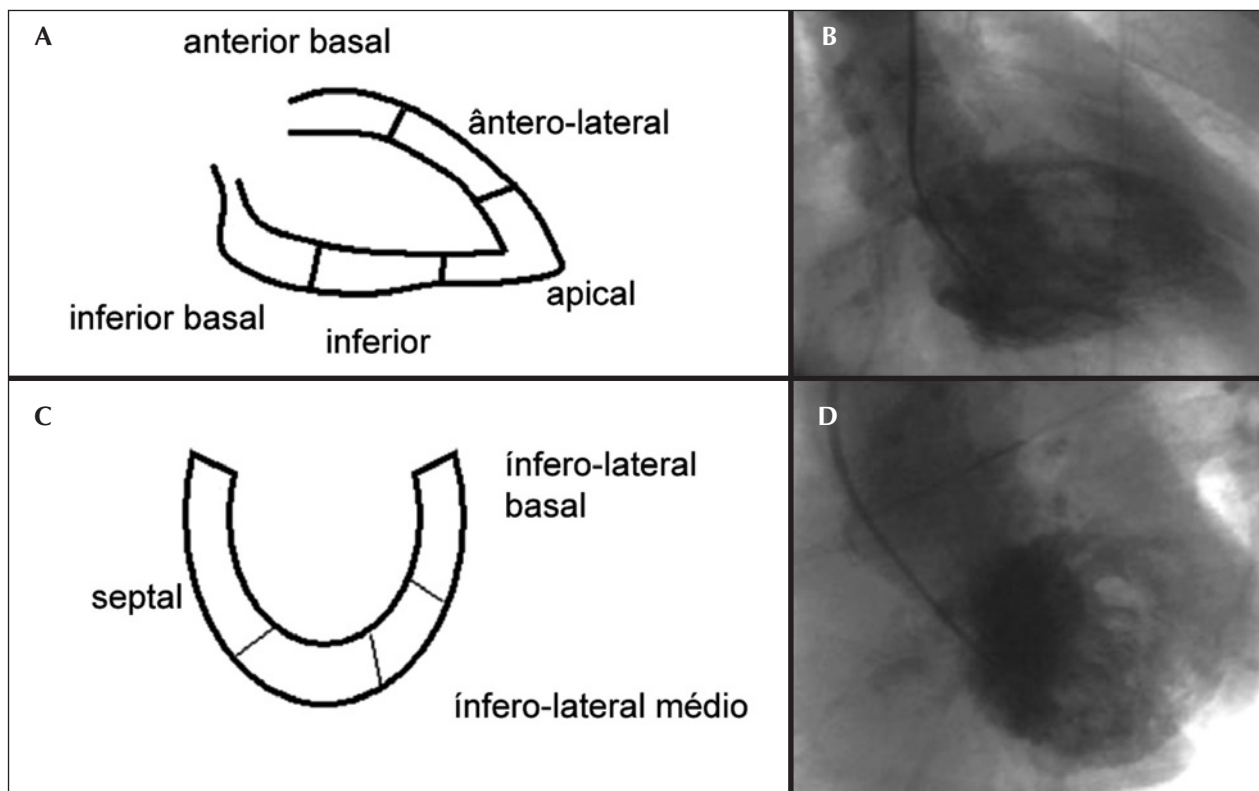 A
anterior basal
ântero-lateral
apical
inferior basal
inferior
B
C
ínfero-lateral
basal
septal
ínfero-lateral médio
D